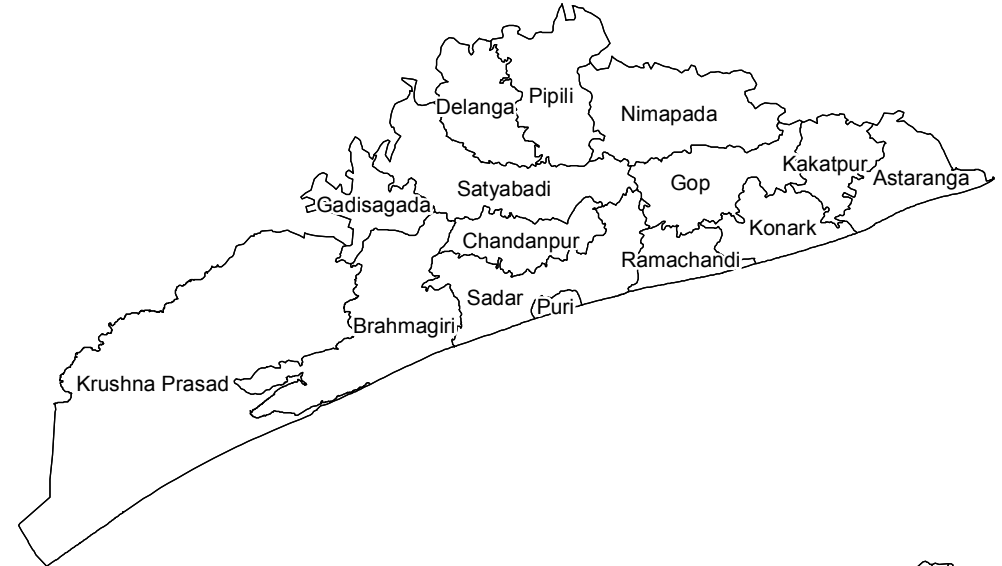 Pipili
Delanga
Nimapada
Kakatpur
Astaranga
Gop
Satyabadi
Gadisagada
Konark
Chandanpur
Ramachandi
Sadar
Puri
Brahmagiri
Krushna Prasad